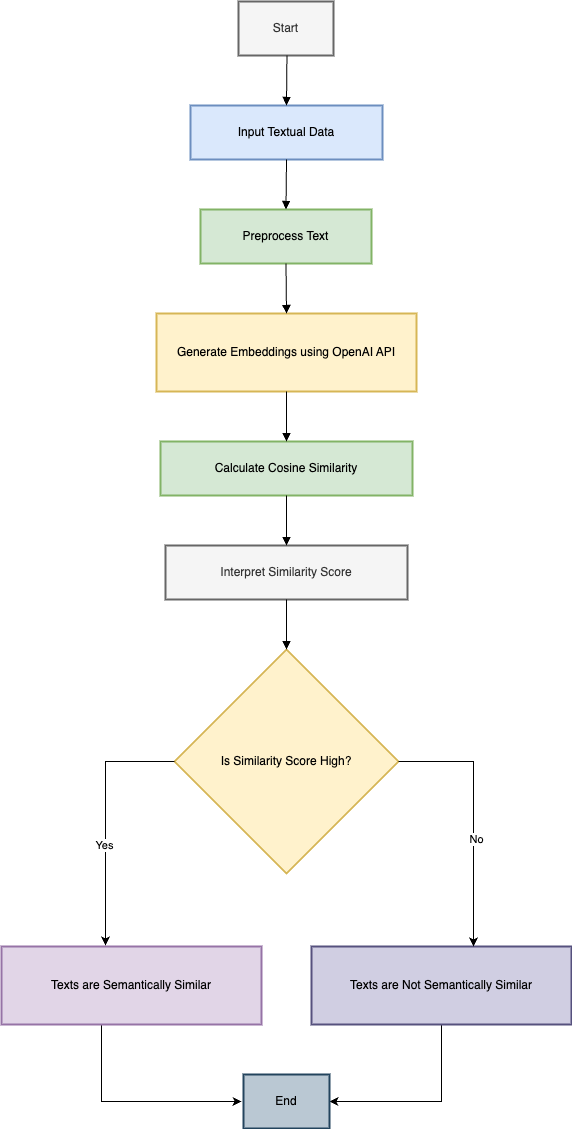 Start
Input Textual Data
Preprocess Text
Generate Embeddings using OpenAI API
Calculate Cosine Similarity
Interpret Similarity Score
Is Similarity Score High?
Yes
No
Texts are Semantically Similar
Texts are Not Semantically Similar
End